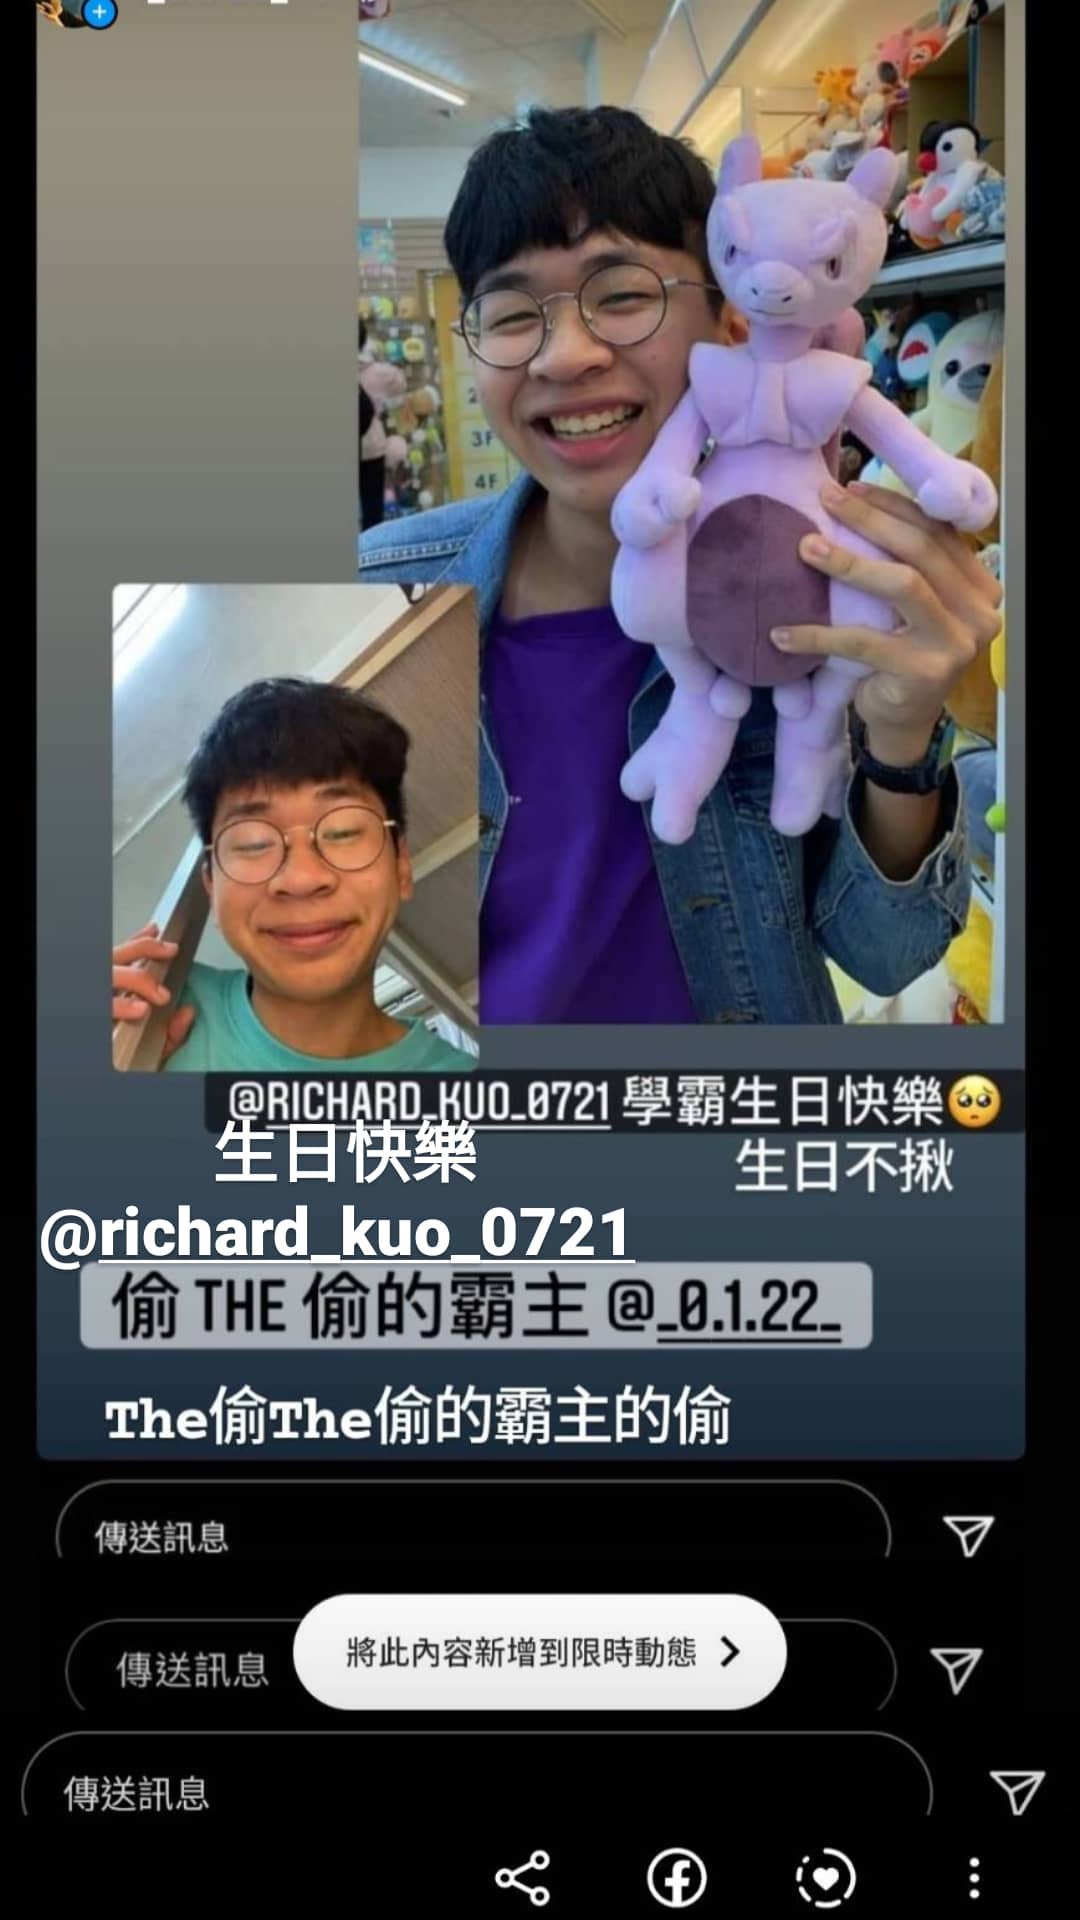 3F
4F
@RICHARD_KUO_0721 學霸生日快樂🥺
生日快樂
生日不揪
@richard_kuo_0721
偷 THE 偷的霸主 @_0.1.22_
The偷The偷的霸主的偷
傳送訊息
將此內容新增到限時動態
傳送訊息
傳送訊息